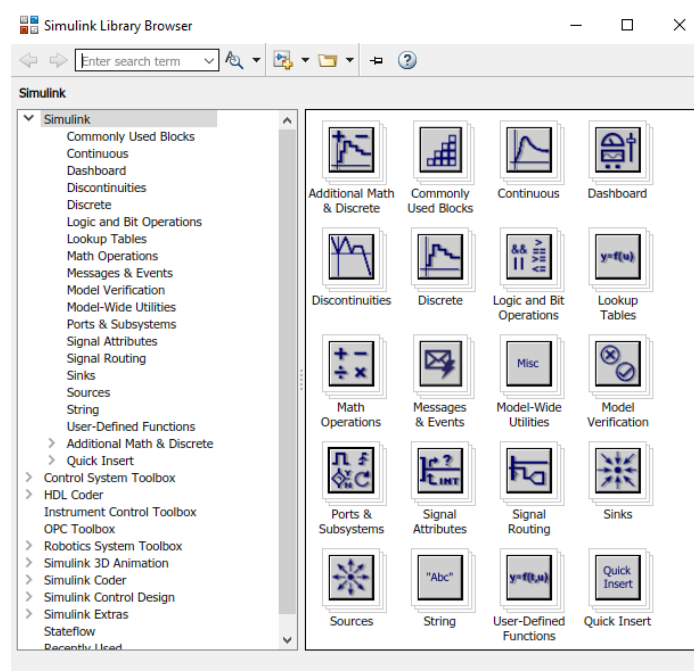 Simulink Library Browser
Enter search term
Simulink
Simulink
Commonly Used Blocks
Continuous
Dashboard
Discontinuities
Discrete
Logic and Bit Operations
Lookup Tables
Math Operations
Messages & Events
Model Verification
Model-Wide Utilities
Ports & Subsystems
Signal Attributes
Signal Routing
Sinks
Sources
String
User-Defined Functions
Additional Math & Discrete
Quick Insert
Control System Toolbox
HDL Coder
Instrument Control Toolbox
OPC Toolbox
Robotics System Toolbox
Simulink 3D Animation
Simulink Coder
Simulink Control Design
Simulink Extras
Stateflow
Recently Used
Additional Math
& Discrete
Commonly
Used Blocks
Continuous
Dashboard
Discontinuities
Discrete
&& >
|| ==
>=
<=
Logic and Bit
Operations
y=f(u)
Lookup
Tables
+ −
÷ ×
Math
Operations
Messages
& Events
Misc
Model-Wide
Utilities
Model
Verification
Y
N
C
Ports &
Subsystems
?
INT
Signal
Attributes
Signal
Routing
Sinks
Sources
"Abc"
String
y=f(t,u)
User-Defined
Functions
Quick
Insert
Quick Insert